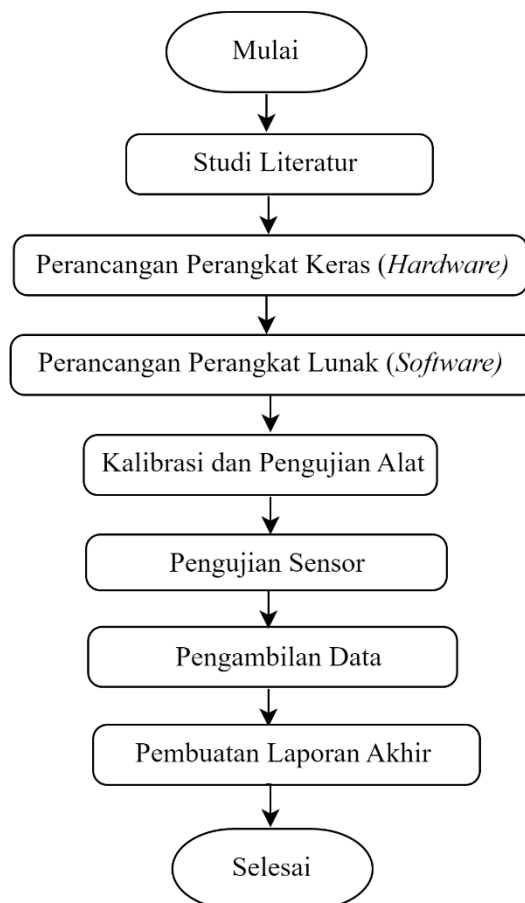 Mulai
Studi Literatur
Perancangan Perangkat Keras (Hardware)
Perancangan Perangkat Lunak (Software)
Kalibrasi dan Pengujian Alat
Pengujian Sensor
Pengambilan Data
Pembuatan Laporan Akhir
Selesai